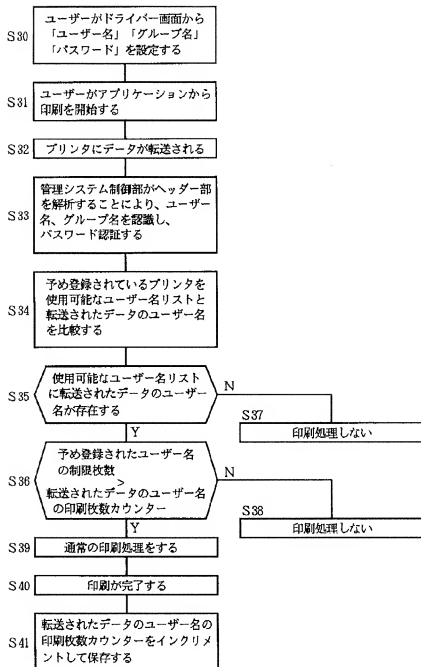 S30
ユーザーがドライバー画面から
「ユーザー名」「グループ名」
「パスワード」を設定する
S31
ユーザーがアプリケーションから
印刷を開始する
S32
プリンタにデータが転送される
S33
管理システム制御部がヘッダー部
を解析することにより、ユーザー
名、グループ名を認識し、
パスワード認証する
S34
予め登録されているプリンタを
使用可能なユーザー名リストと
転送されたデータのユーザー名
を比較する
S35
使用可能なユーザー名リスト
に転送されたデータのユーザー
名が存在する
N
S37
印刷処理しない
Y
S36
予め登録されたユーザー名
の制限枚数
>
転送されたデータのユーザー名
の印刷枚数カウンター
N
S38
印刷処理しない
Y
S39
通常の印刷処理をする
S40
印刷が完了する
S41
転送されたデータのユーザー名の
印刷枚数カウンターをインクリ
メントして保存する